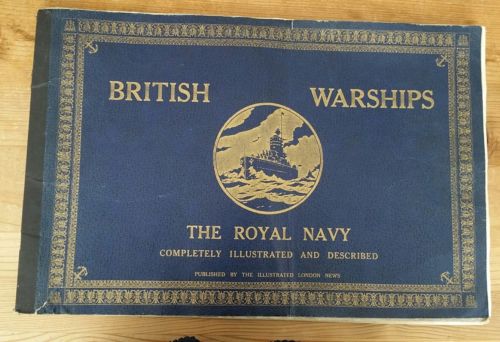 BRITISH WARSHIPS
THE ROYAL NAVY
COMPLETELY ILLUSTRATED AND DESCRIBED
PUBLISHED BY THE ILLUSTRATED LONDON NEWS